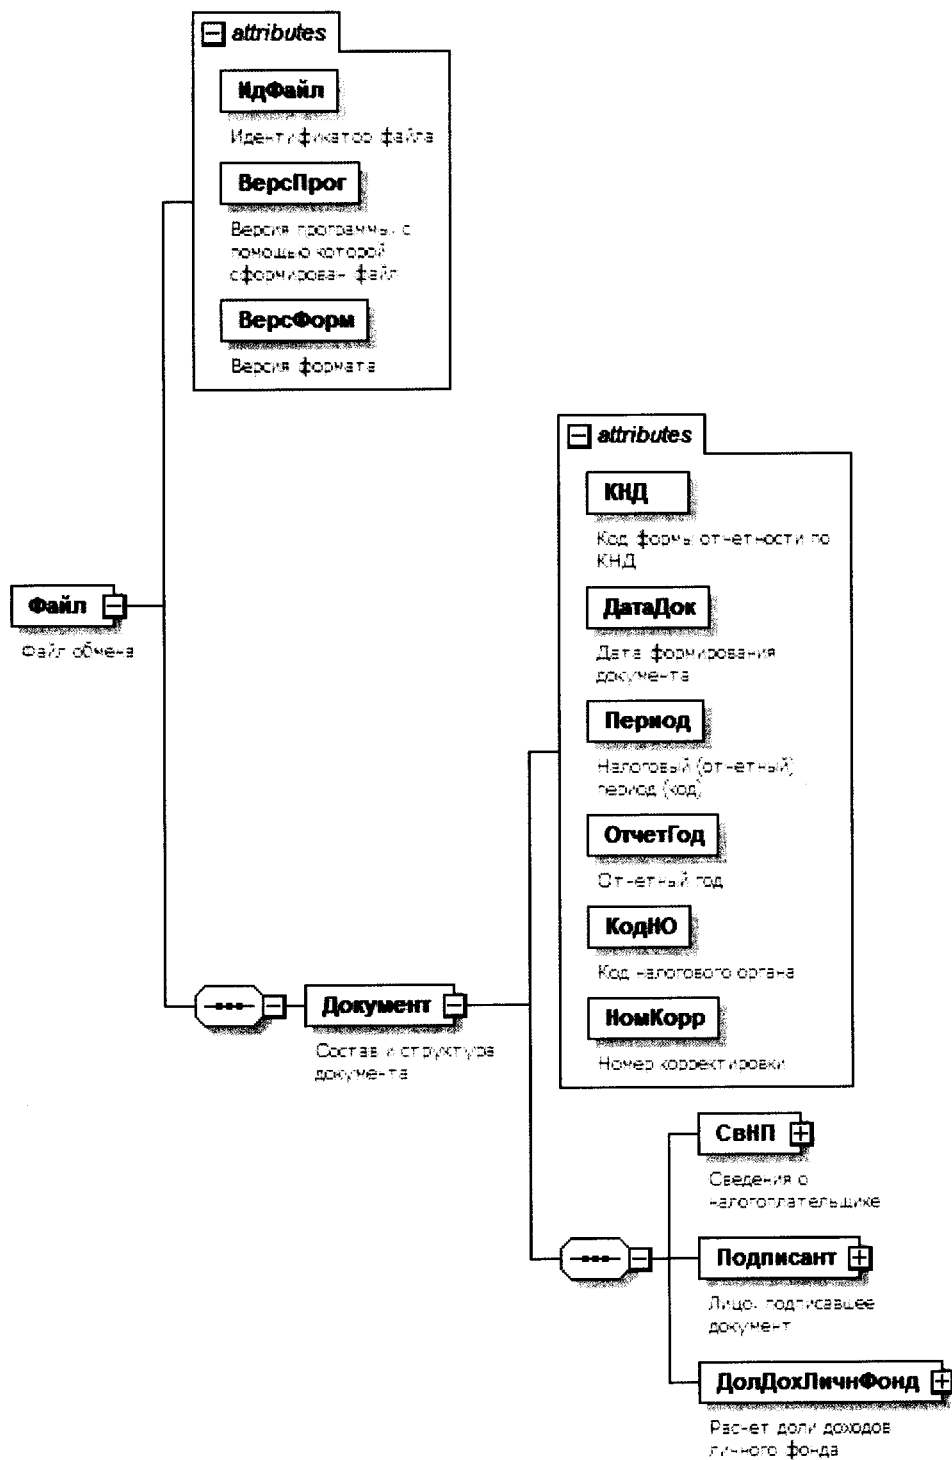 attributes
ИдФайл
Идентификатор файла
ВерсПрог
Версия программы, с
помощью которой
сформирован файл
ВерсФорм
Версия формата
Файл
Файл обмена
Документ
Состав и структура
документа
attributes
КНД
Код формы отчетности по
КНД
ДатаДок
Дата формирования
документа
Период
Налоговый (отчетный)
период (код)
ОтчетГод
Отчетный год
КодНО
Код налогового органа
НомКорр
Номер корректировки
СвНП
Сведения о
налогоплательщике
Подписант
Лицо, подписавшее
документ
ДолДохЛичнФонд
Расчет доли доходов
личного фонда